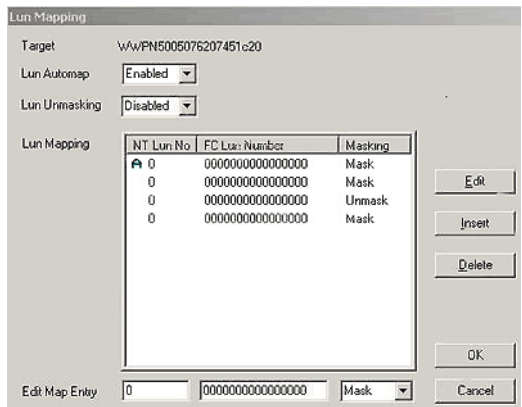 Lun Mapping
Target WWPN5005076207451c20
Lun Automap Enabled
Lun Unmasking Disabled
Lun Mapping
NT Lun No FC Lun Number Masking
A 0 0000000000000000 Mask
0 0000000000000000 Mask
0 0000000000000000 Unmask
0 0000000000000000 Mask
Edit
Insert
Delete
OK
Edit Map Entry 0 0000000000000000 Mask Cancel